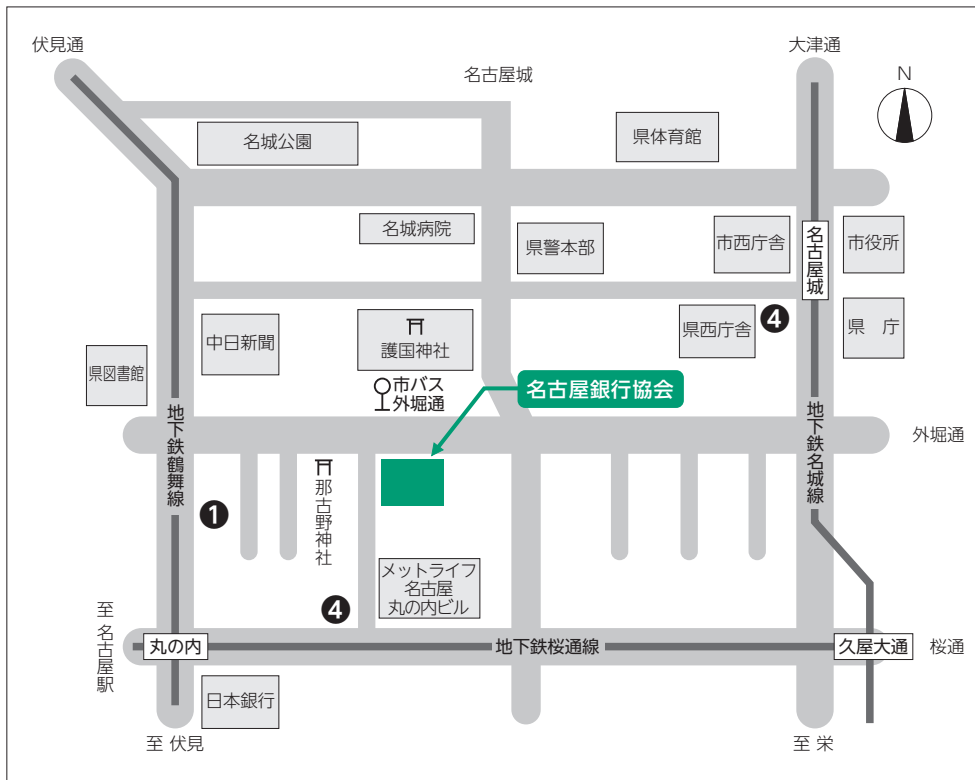 伏見通
名古屋城
大津通
N
名城公園
県体育館
名城病院
県警本部
市西庁舎
名古屋城
市役所
中日新聞
护国神社
県西庁舎
❹
県 庁
県図書館
市バス
外堀通
名古屋銀行協会
地下鉄鶴舞線
地下鉄名城線
外堀通
那古野神社
❶
メットライフ
名古屋
丸の内ビル
❹
至 名古屋駅
丸の内
地下鉄桜通線
久屋大通
桜通
日本銀行
至 伏見
至 栄